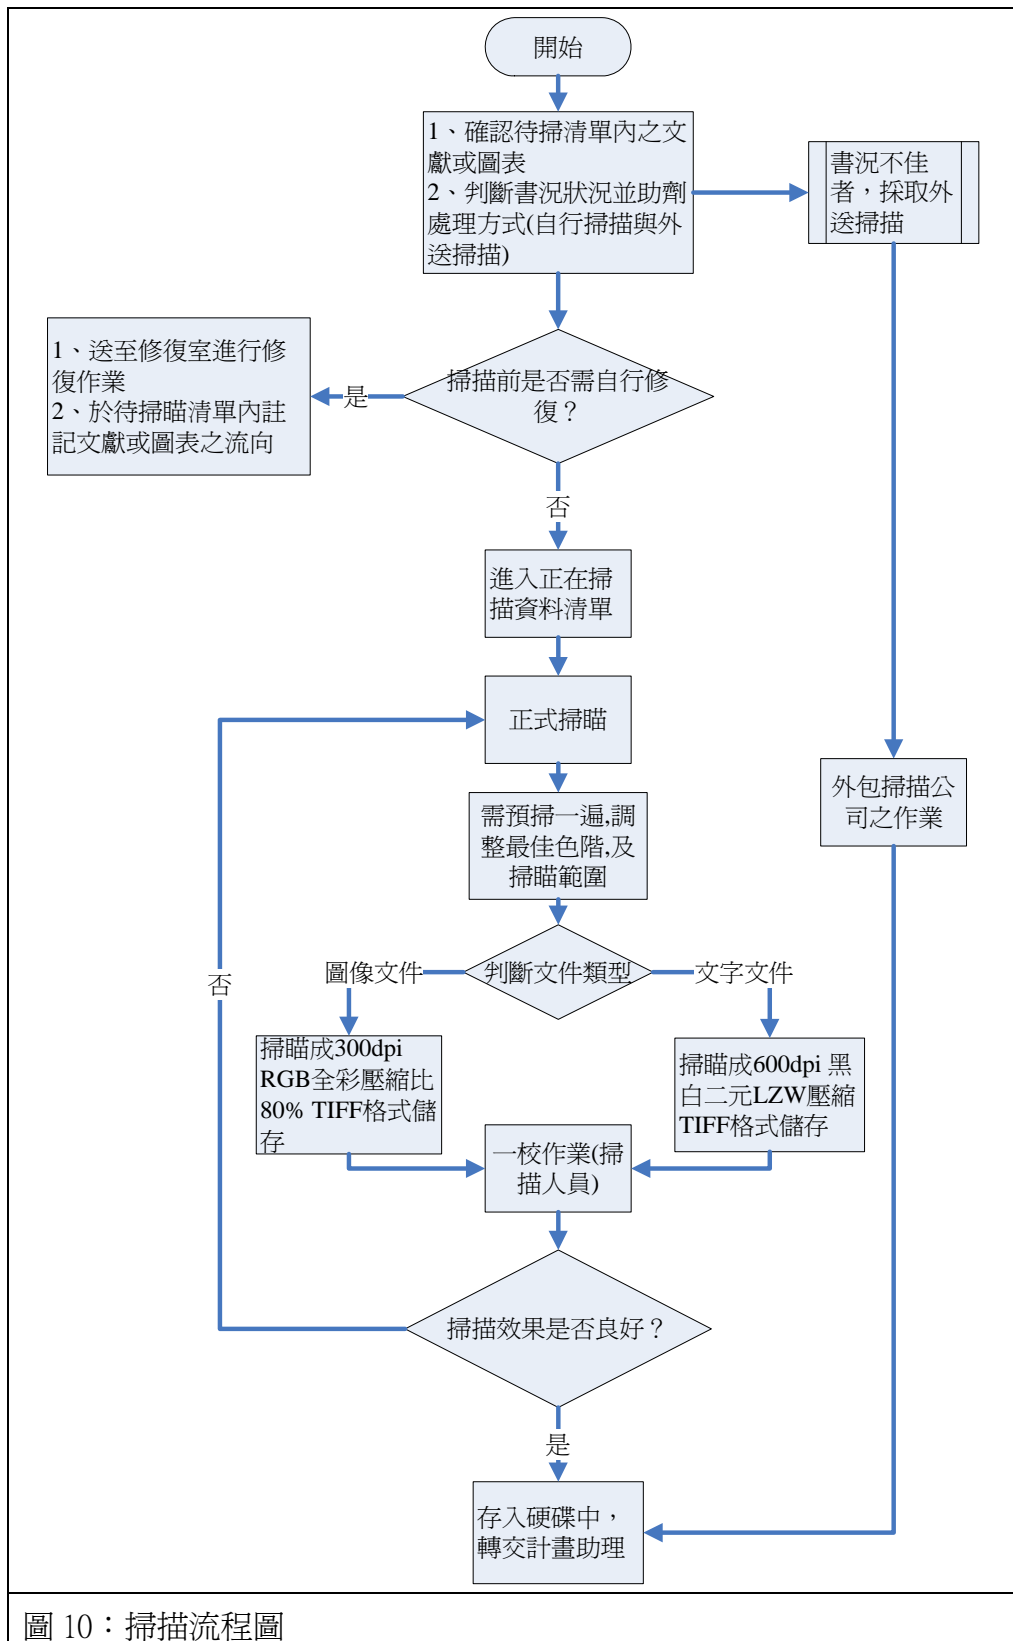 開始
1、確認待掃清單內之文
獻或圖表
2、判斷書況狀況並助劑
處理方式(自行掃描與外
送掃描)
書況不佳
者，採取外
送掃描
掃描前是否需自行修
復？
是
1、送至修復室進行修
復作業
2、於待掃瞄清單內註
記文獻或圖表之流向
否
進入正在掃
描資料清單
正式掃瞄
外包掃描公
司之作業
需預掃一遍,調
整最佳色階,及
掃瞄範圍
判斷文件類型
圖像文件
文字文件
否
掃瞄成300dpi
RGB全彩壓縮比
80% TIFF格式儲
存
掃瞄成600dpi 黑
白二元LZW壓縮
TIFF格式儲存
一校作業(掃
描人員)
掃描效果是否良好？
是
存入硬碟中，
轉交計畫助理
圖 10：掃描流程圖